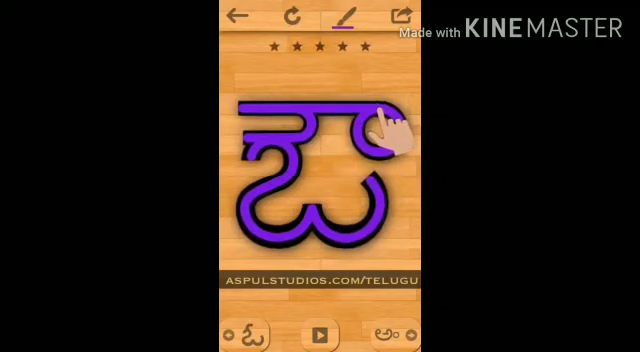 Made with KINEMASTER
ఔ
ASPULSTUDIOS.COM/TELUGU
ఓ
అం